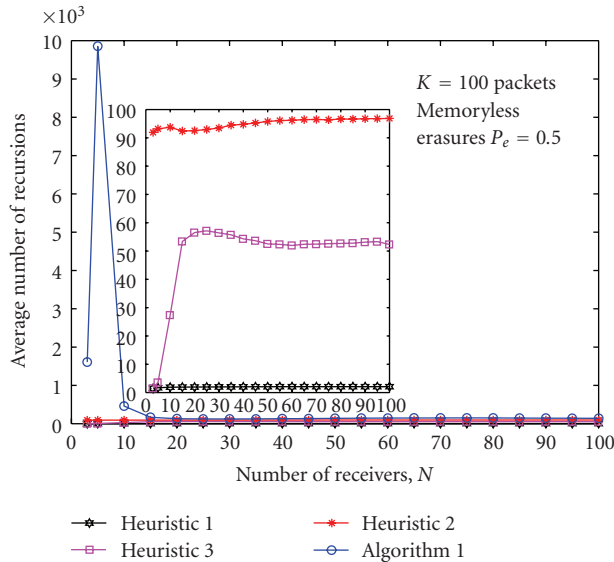 ×10³
10
9
8
7
6
5
4
3
2
1
0
Average number of recursions
K = 100 packets
Memoryless
erasures Pₑ = 0.5
100
90
80
70
60
50
40
30
20
10
0
0 10 20 30 40 50 60 70 80 90 100
0 10 20 30 40 50 60 70 80 90 100
Number of receivers, N
Heuristic 1
Heuristic 2
Heuristic 3
Algorithm 1